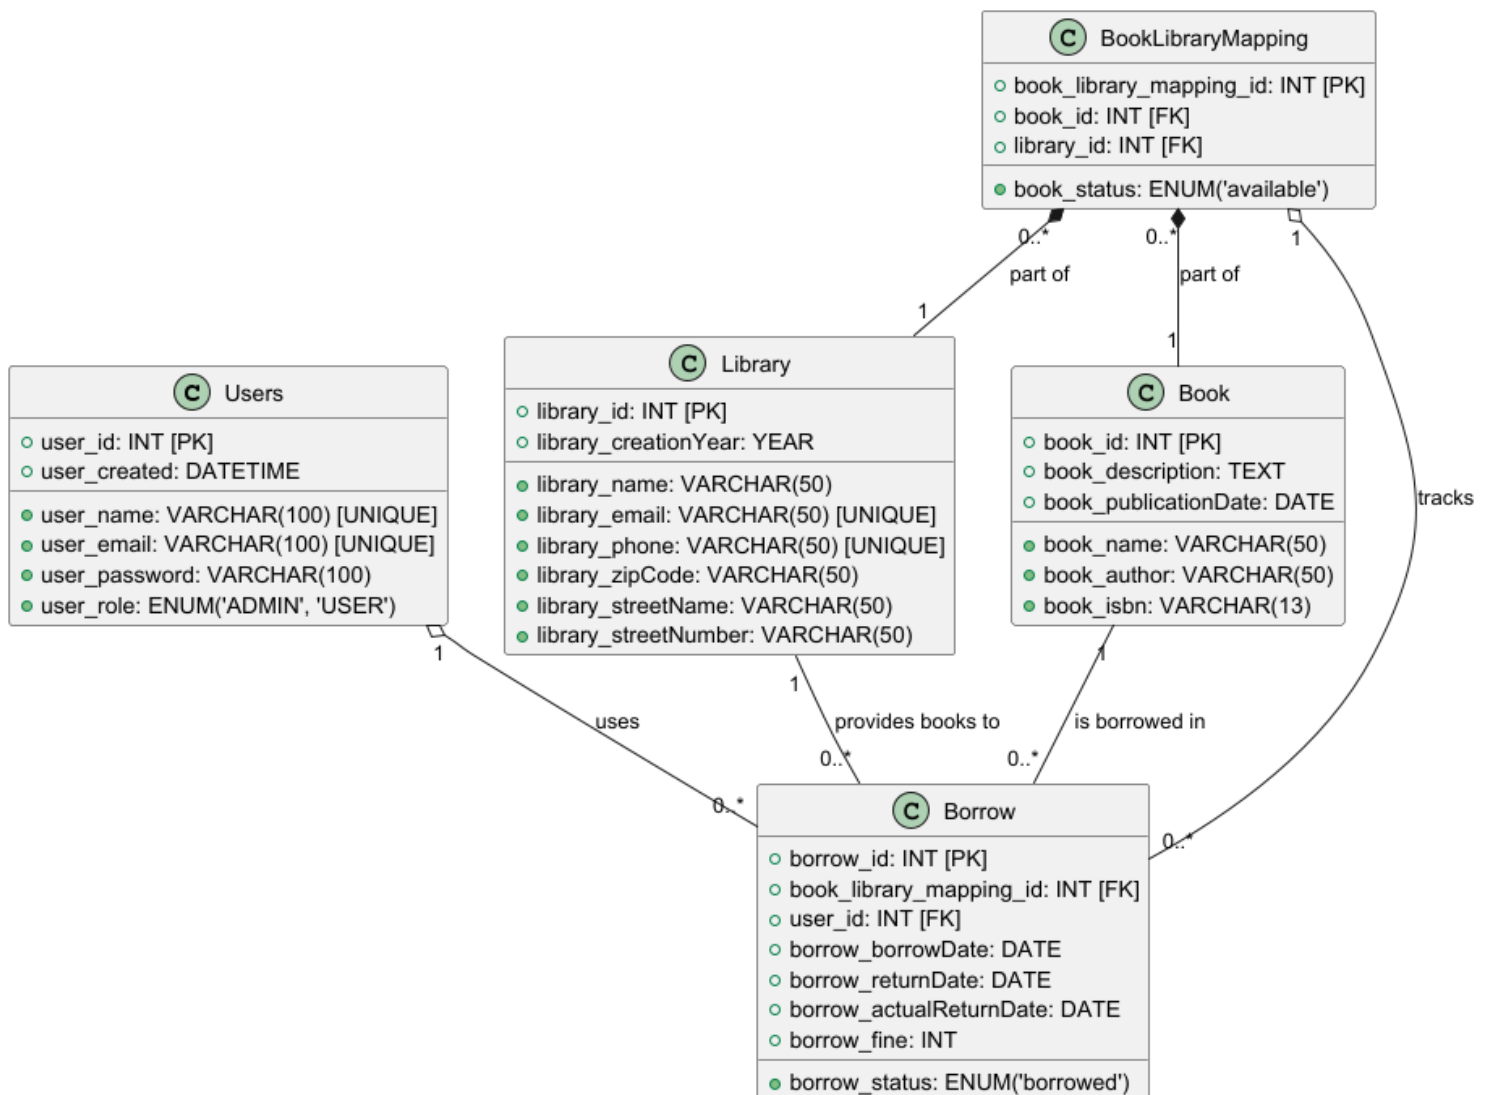 C BookLibraryMapping
book_library_mapping_id: INT [PK]
book_id: INT [FK]
library_id: INT [FK]
book_status: ENUM('available')
0..*
0..*
1
part of
part of
1
1
tracks
C Users
user_id: INT [PK]
user_created: DATETIME
user_name: VARCHAR(100) [UNIQUE]
user_email: VARCHAR(100) [UNIQUE]
user_password: VARCHAR(100)
user_role: ENUM('ADMIN', 'USER')
C Library
library_id: INT [PK]
library_creationYear: YEAR
library_name: VARCHAR(50)
library_email: VARCHAR(50) [UNIQUE]
library_phone: VARCHAR(50) [UNIQUE]
library_zipCode: VARCHAR(50)
library_streetName: VARCHAR(50)
library_streetNumber: VARCHAR(50)
C Book
book_id: INT [PK]
book_description: TEXT
book_publicationDate: DATE
book_name: VARCHAR(50)
book_author: VARCHAR(50)
book_isbn: VARCHAR(13)
1
1
1
uses
provides books to
is borrowed in
0..*
0..*
0..*
0..*
C Borrow
borrow_id: INT [PK]
book_library_mapping_id: INT [FK]
user_id: INT [FK]
borrow_borrowDate: DATE
borrow_returnDate: DATE
borrow_actualReturnDate: DATE
borrow_fine: INT
borrow_status: ENUM('borrowed')